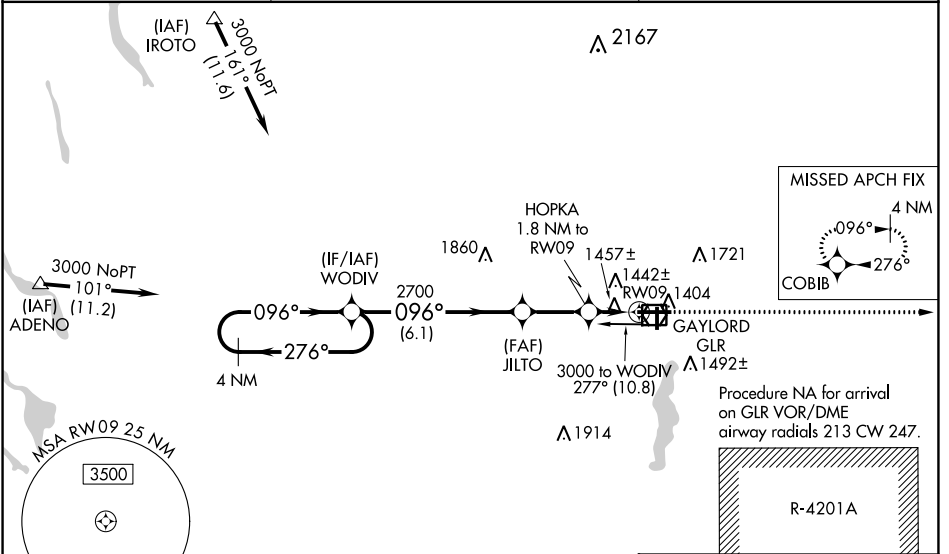 (IAF)
IROTO
3000 NoPT
161°
(11.6)
2167
MISSED APCH FIX
4 NM
096°
276°
COBIB
HOPKA
1.8 NM to
RW09
1860
1457±
1442±
RW09
1404
1721
(IF/IAF)
WODIV
3000 NoPT
101°
(11.2)
(IAF)
ADENO
096°
2700
096°
(6.1)
276°
4 NM
(FAF)
JILTO
GAYLORD
GLR
3000 to WODIV
277° (10.8)
1492±
1914
Procedure NA for arrival
on GLR VOR/DME
airway radials 213 CW 247.
MSA RW09 25 NM
3500
R-4201A